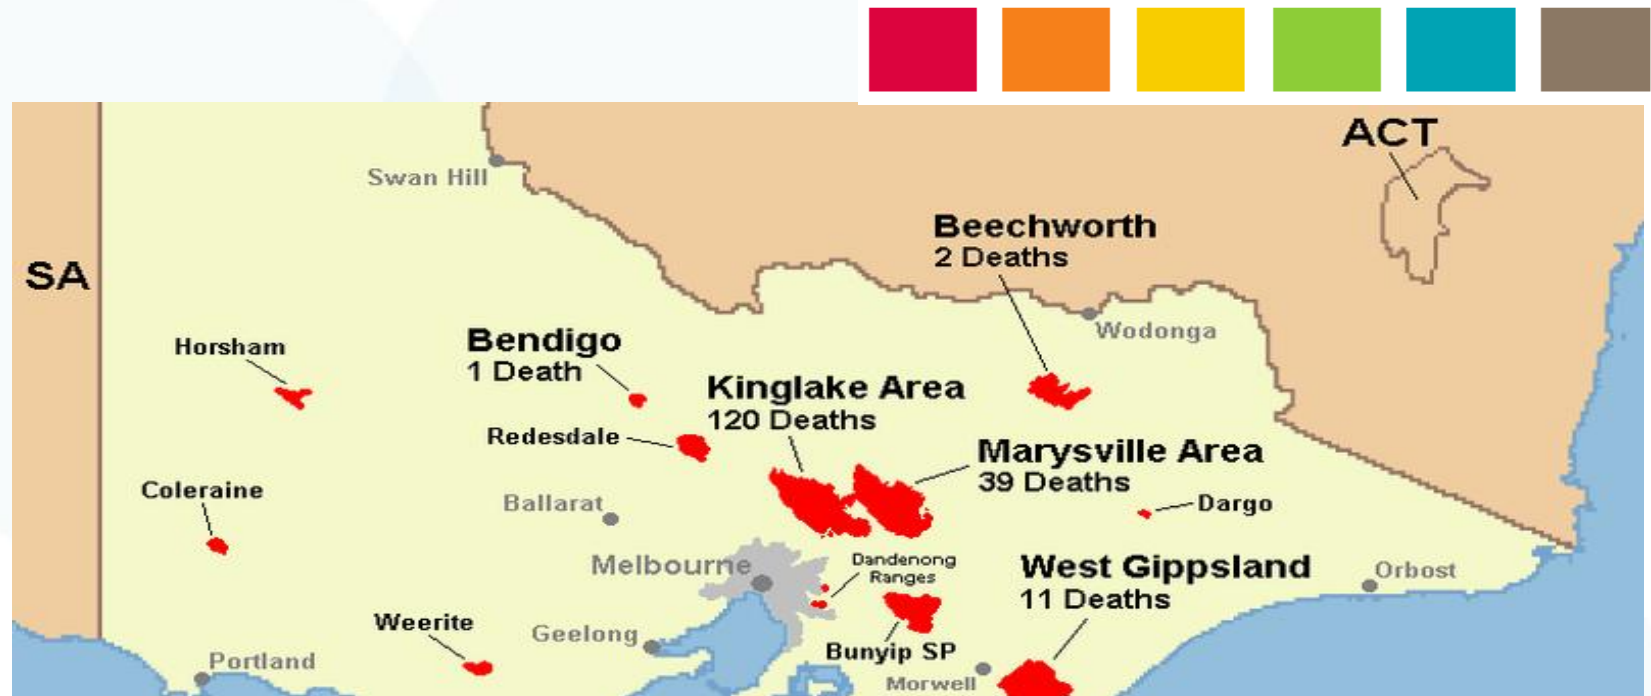 ACT
Swan Hill
Beechworth
2 Deaths
SA
Wodonga
Horsham
Bendigo
1 Death
Kinglake Area
120 Deaths
Redesdale
Marysville Area
39 Deaths
Coleraine
Ballarat
Dargo
Melbourne
Dandenong
Ranges
West Gippsland
11 Deaths
Orbost
Weerite
Geelong
Bunyip SP
Portland
Morwell